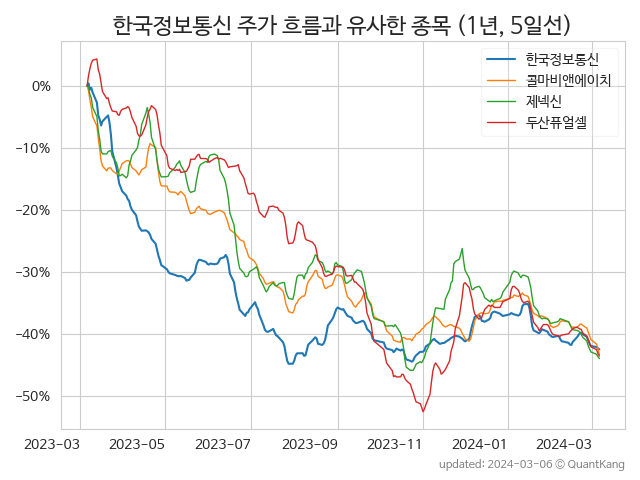 한국정보통신 주가 흐름과 유사한 종목 (1년, 5일선)
한국정보통신
콜마비앤에이치
제넥신
두산퓨얼셀
0%
−10%
−20%
−30%
−40%
−50%
2023−03
2023−05
2023−07
2023−09
2023−11
2024−01
2024−03
updated: 2024-03-06 © QuantKang